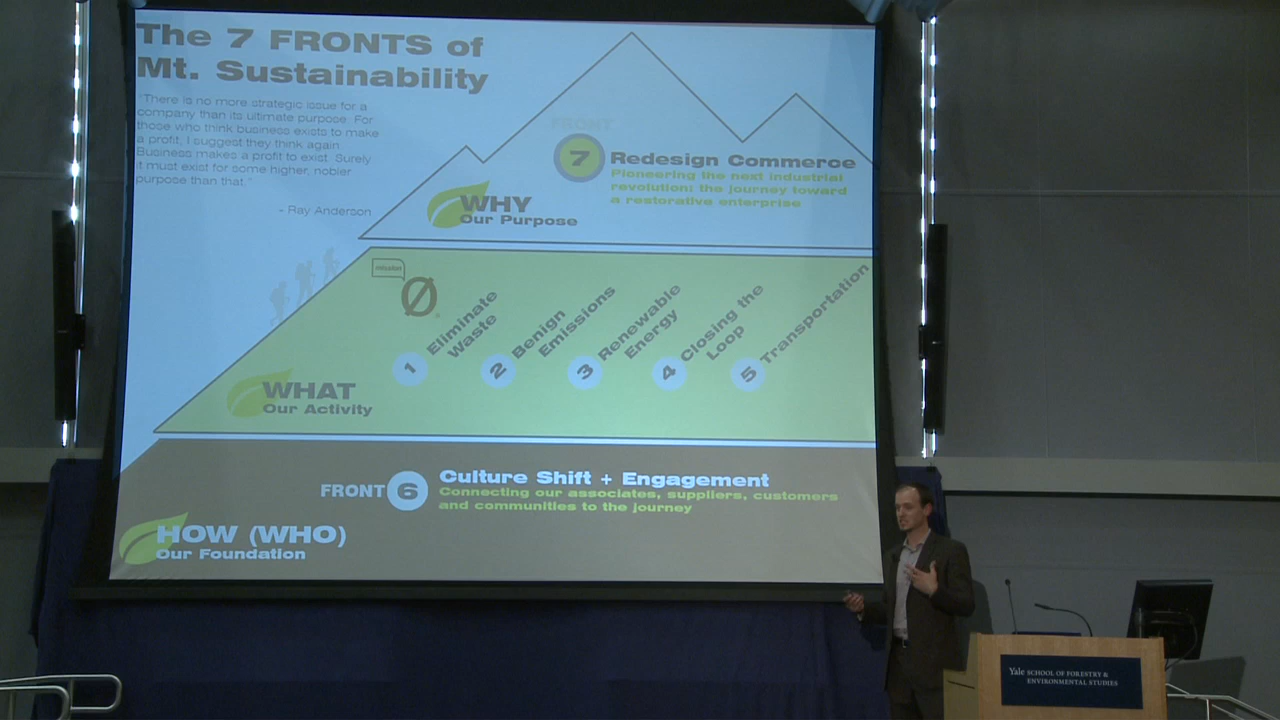 The 7 FRONTS of
Mt. Sustainability
"There is no more strategic issue for a
company than its ultimate purpose. For
those who think business exists to make
a profit, I suggest they think again.
Business makes a profit to exist. Surely
it must exist for some higher, nobler
purpose than that."
- Ray Anderson
FRONT
7
Redesign Commerce
Pioneering the next industrial
revolution: the journey toward
a restorative enterprise
WHY
Our Purpose
mission
Ø
1 Eliminate
Waste
2 Benign
Emissions
3 Renewable
Energy
4 Closing the
Loop
5 Transportation
WHAT
Our Activity
FRONT 6
Culture Shift + Engagement
Connecting our associates, suppliers, customers
and communities to the journey
HOW (WHO)
Our Foundation
Yale SCHOOL OF FORESTRY &
ENVIRONMENTAL STUDIES